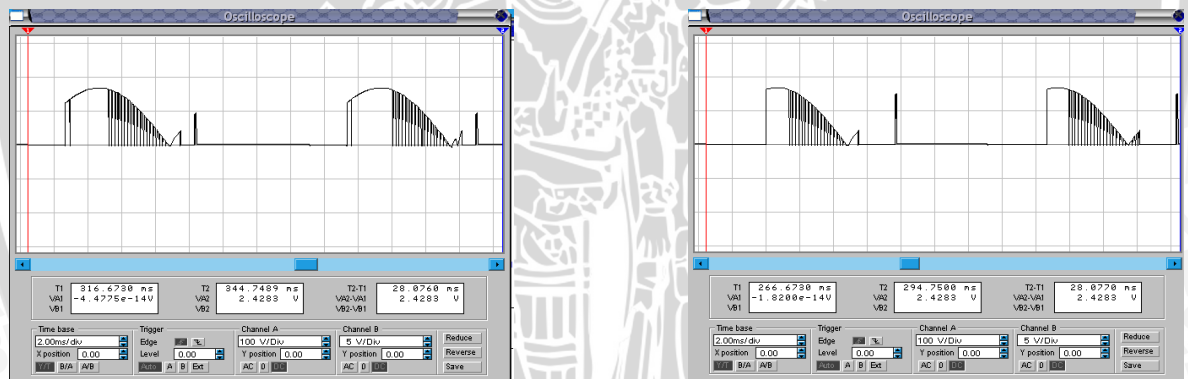 Oscilloscope
1
2
T1 316.6730 ms
VA1 -4.4775e-14V
VB1
T2 344.7489 ms
VA2 2.4283 V
VB2
T2-T1 28.0760 ms
VA2-VA1 2.4283 V
VB2-VB1
Time base
2.00ms/div
X position 0.00
Y/T B/A A/B
Trigger
Edge
Level 0.00
Auto A B Ext
Channel A
100 V/Div
Y position 0.00
AC 0 DC
Channel B
5 V/Div
Y position 0.00
AC 0 DC
Reduce
Reverse
Save
Oscilloscope
1
2
T1 266.6730 ms
VA1 -1.8200e-14V
VB1
T2 294.7500 ms
VA2 2.4283 V
VB2
T2-T1 28.0770 ms
VA2-VA1 2.4283 V
VB2-VB1
Time base
2.00ms/div
X position 0.00
Y/T B/A A/B
Trigger
Edge
Level 0.00
Auto A B Ext
Channel A
100 V/Div
Y position 0.00
AC 0 DC
Channel B
5 V/Div
Y position 0.00
AC 0 DC
Reduce
Reverse
Save